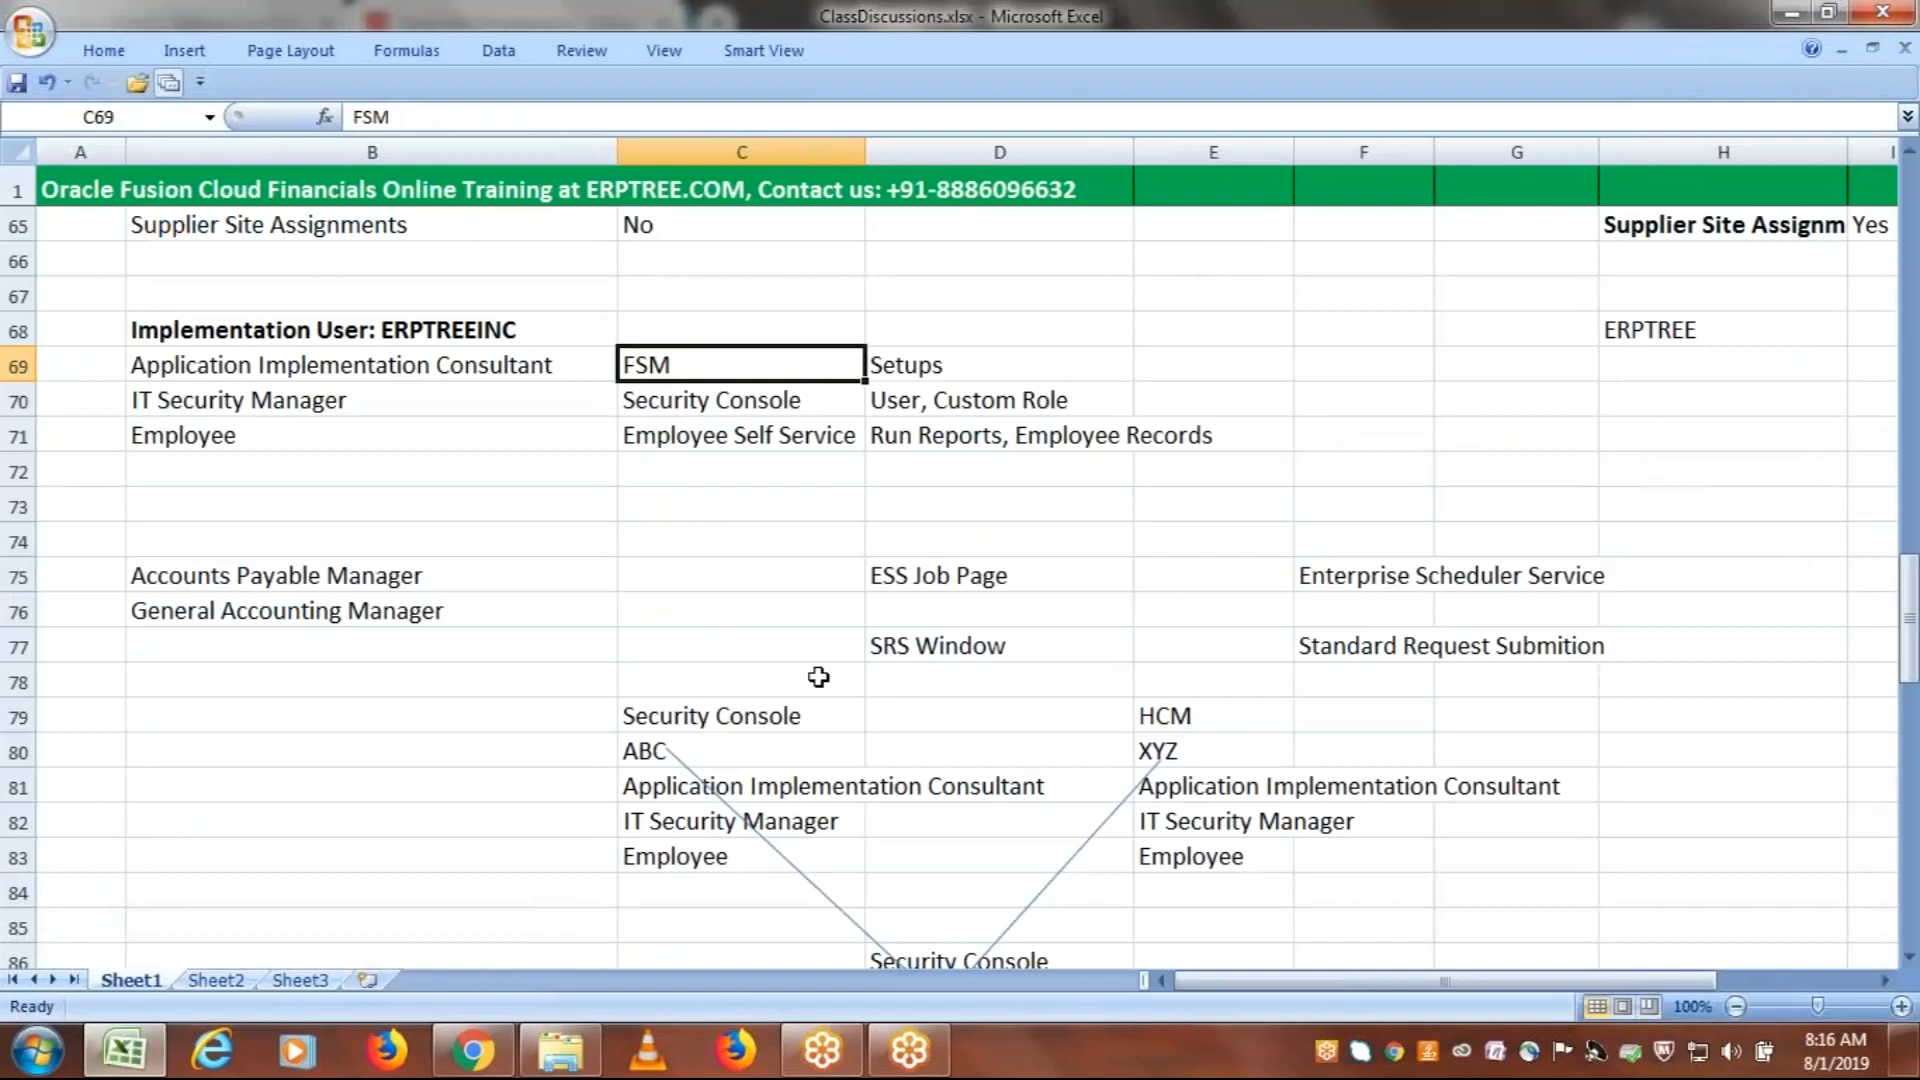 ClassDiscussions.xlsx - Microsoft Excel
Home Insert Page Layout Formulas Data Review View Smart View
C69 fx FSM
A B C D E F G H I
1 Oracle Fusion Cloud Financials Online Training at ERPTREE.COM, Contact us: +91-8886096632
65 Supplier Site Assignments No Supplier Site Assignm Yes
66
67
68 Implementation User: ERPTREEINC ERPTREE
69 Application Implementation Consultant FSM Setups
70 IT Security Manager Security Console User, Custom Role
71 Employee Employee Self Service Run Reports, Employee Records
72
73
74
75 Accounts Payable Manager ESS Job Page Enterprise Scheduler Service
76 General Accounting Manager
77 SRS Window Standard Request Submition
78
79 Security Console HCM
80 ABC XYZ
81 Application Implementation Consultant Application Implementation Consultant
82 IT Security Manager IT Security Manager
83 Employee Employee
84
85
86 Security Console
Sheet1 Sheet2 Sheet3
Ready 100%
8:16 AM
8/1/2019